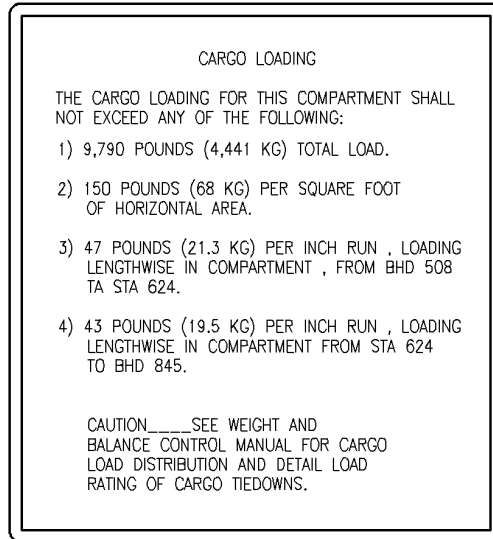 CARGO LOADING
THE CARGO LOADING FOR THIS COMPARTMENT SHALL
NOT EXCEED ANY OF THE FOLLOWING:
1) 9,790 POUNDS (4,441 KG) TOTAL LOAD.
2) 150 POUNDS (68 KG) PER SQUARE FOOT
OF HORIZONTAL AREA.
3) 47 POUNDS (21.3 KG) PER INCH RUN , LOADING
LENGTHWISE IN COMPARTMENT , FROM BHD 508
TA STA 624.
4) 43 POUNDS (19.5 KG) PER INCH RUN , LOADING
LENGTHWISE IN COMPARTMENT FROM STA 624
TO BHD 845.
CAUTION____SEE WEIGHT AND
BALANCE CONTROL MANUAL FOR CARGO
LOAD DISTRIBUTION AND DETAIL LOAD
RATING OF CARGO TIEDOWNS.